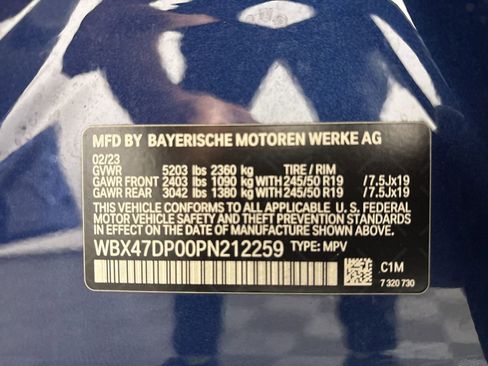 MFD BY BAYERISCHE MOTOREN WERKE AG
02/23
GVWR 5203 lbs 2360 kg TIRE / RIM
GAWR FRONT 2403 lbs 1090 kg WITH 245/50 R19 /7.5Jx19
GAWR REAR 3042 lbs 1380 kg WITH 245/50 R19 /7.5Jx19
THIS VEHICLE CONFORMS TO ALL APPLICABLE U. S. FEDERAL
MOTOR VEHICLE SAFETY AND THEFT PREVENTION STANDARDS
IN EFFECT ON THE DATE OF MANUFACTURE SHOWN ABOVE.
WBX47DP00PN212259 TYPE: MPV
C1M
7 320 730